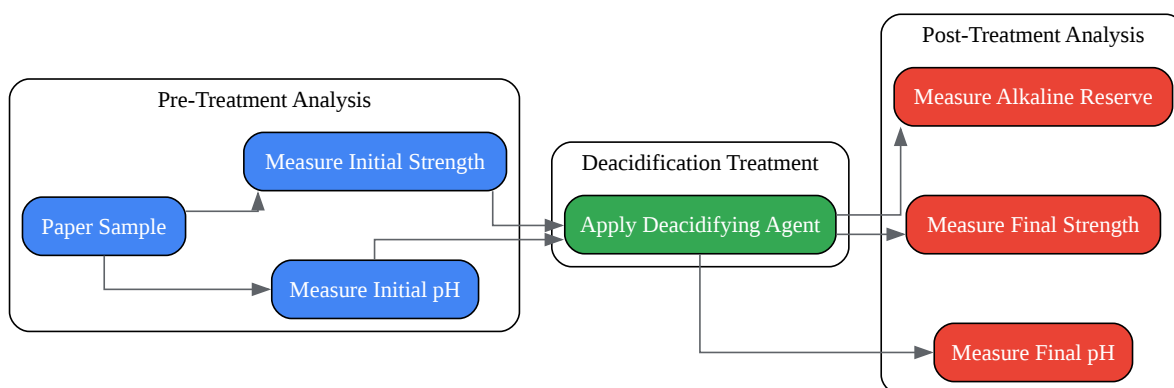 Pre-Treatment Analysis
Paper Sample
Measure Initial Strength
Measure Initial pH
Deacidification Treatment
Apply Deacidifying Agent
Post-Treatment Analysis
Measure Alkaline Reserve
Measure Final Strength
Measure Final pH